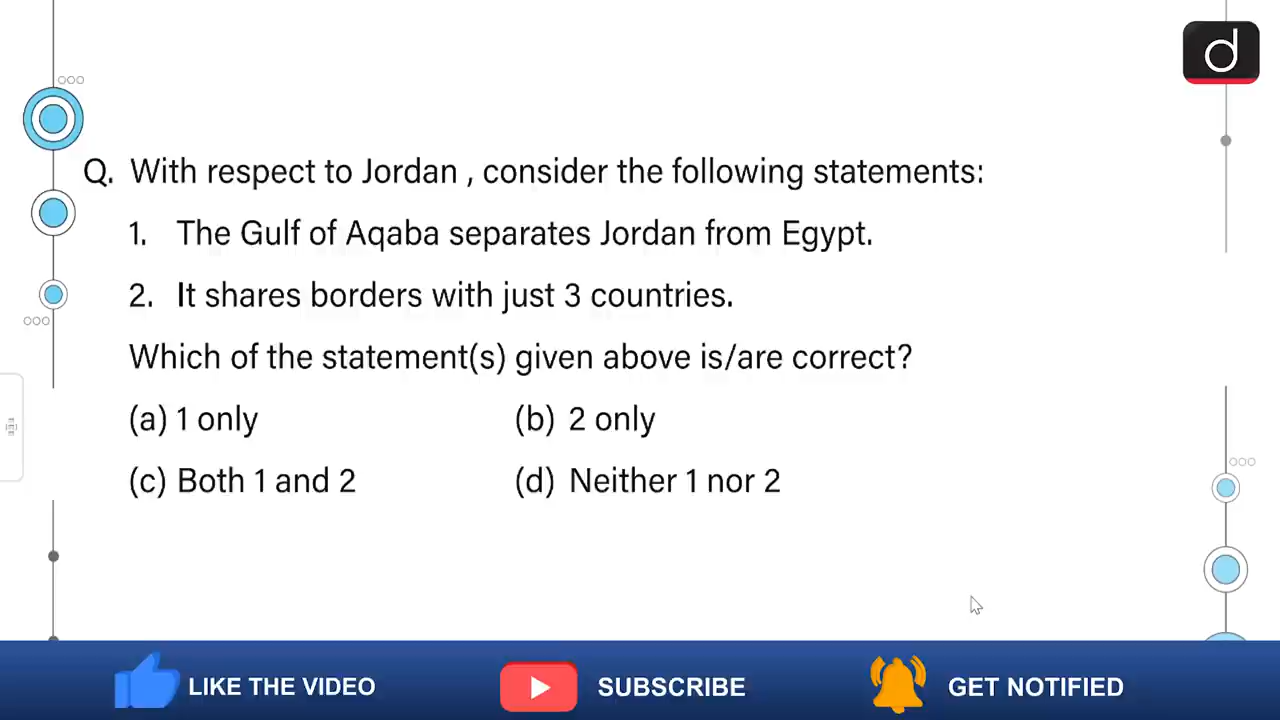 Q. With respect to Jordan , consider the following statements:
1. The Gulf of Aqaba separates Jordan from Egypt.
2. It shares borders with just 3 countries.
Which of the statement(s) given above is/are correct?
(a) 1 only (b) 2 only
(c) Both 1 and 2 (d) Neither 1 nor 2
LIKE THE VIDEO SUBSCRIBE GET NOTIFIED